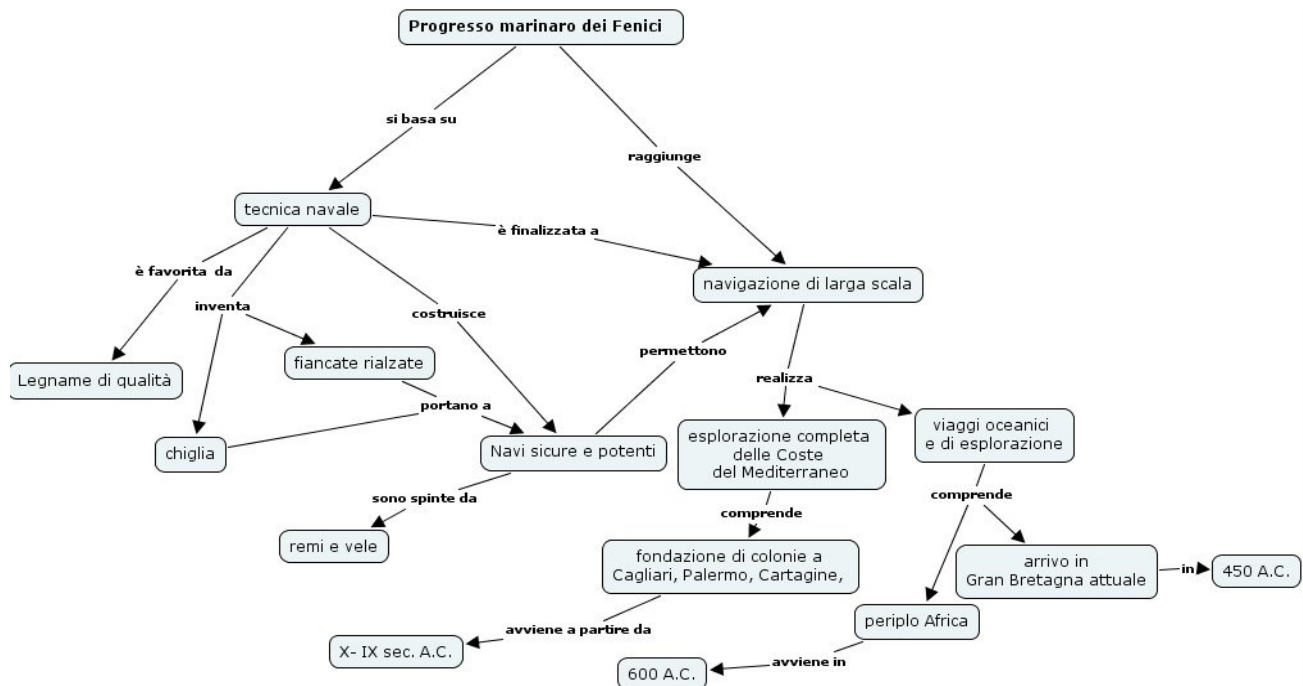 Progresso marinaro dei Fenici
si basa su
raggiunge
tecnica navale
è finalizzata a
è favorita da
inventa
costruisce
navigazione di larga scala
fiancate rialzate
permettono
Legname di qualità
portano a
realizza
chiglia
Navi sicure e potenti
esplorazione completa
delle Coste
del Mediterraneo
viaggi oceanici
e di esplorazione
sono spinte da
comprende
comprende
remi e vele
fondazione di colonie a
Cagliari, Palermo, Cartagine,
arrivo in
Gran Bretagna attuale
in
450 A.C.
avviene a partire da
periplo Africa
X- IX sec. A.C.
avviene in
600 A.C.